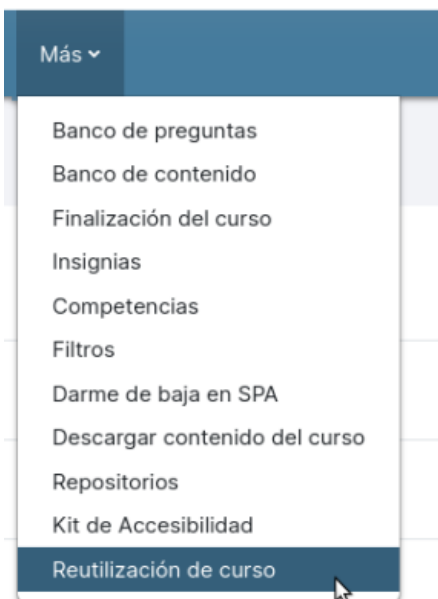 Más
Banco de preguntas
Banco de contenido
Finalización del curso
Insignias
Competencias
Filtros
Darme de baja en SPA
Descargar contenido del curso
Repositorios
Kit de Accesibilidad
Reutilización de curso